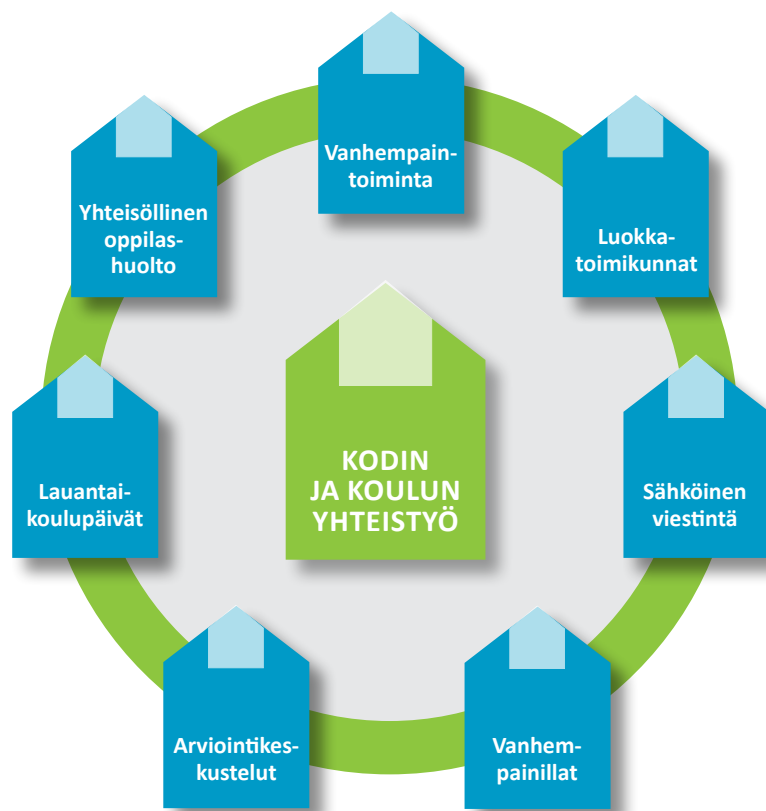 Vanhempain-
toiminta
Yhteisöllinen
oppilas-
huolto
Luokka-
toimikunnat
KODIN
JA KOULUN
YHTEISTYÖ
Lauantai-
koulupäivät
Sähköinen
viestintä
Arviointikes-
kustelut
Vanhem-
painillat